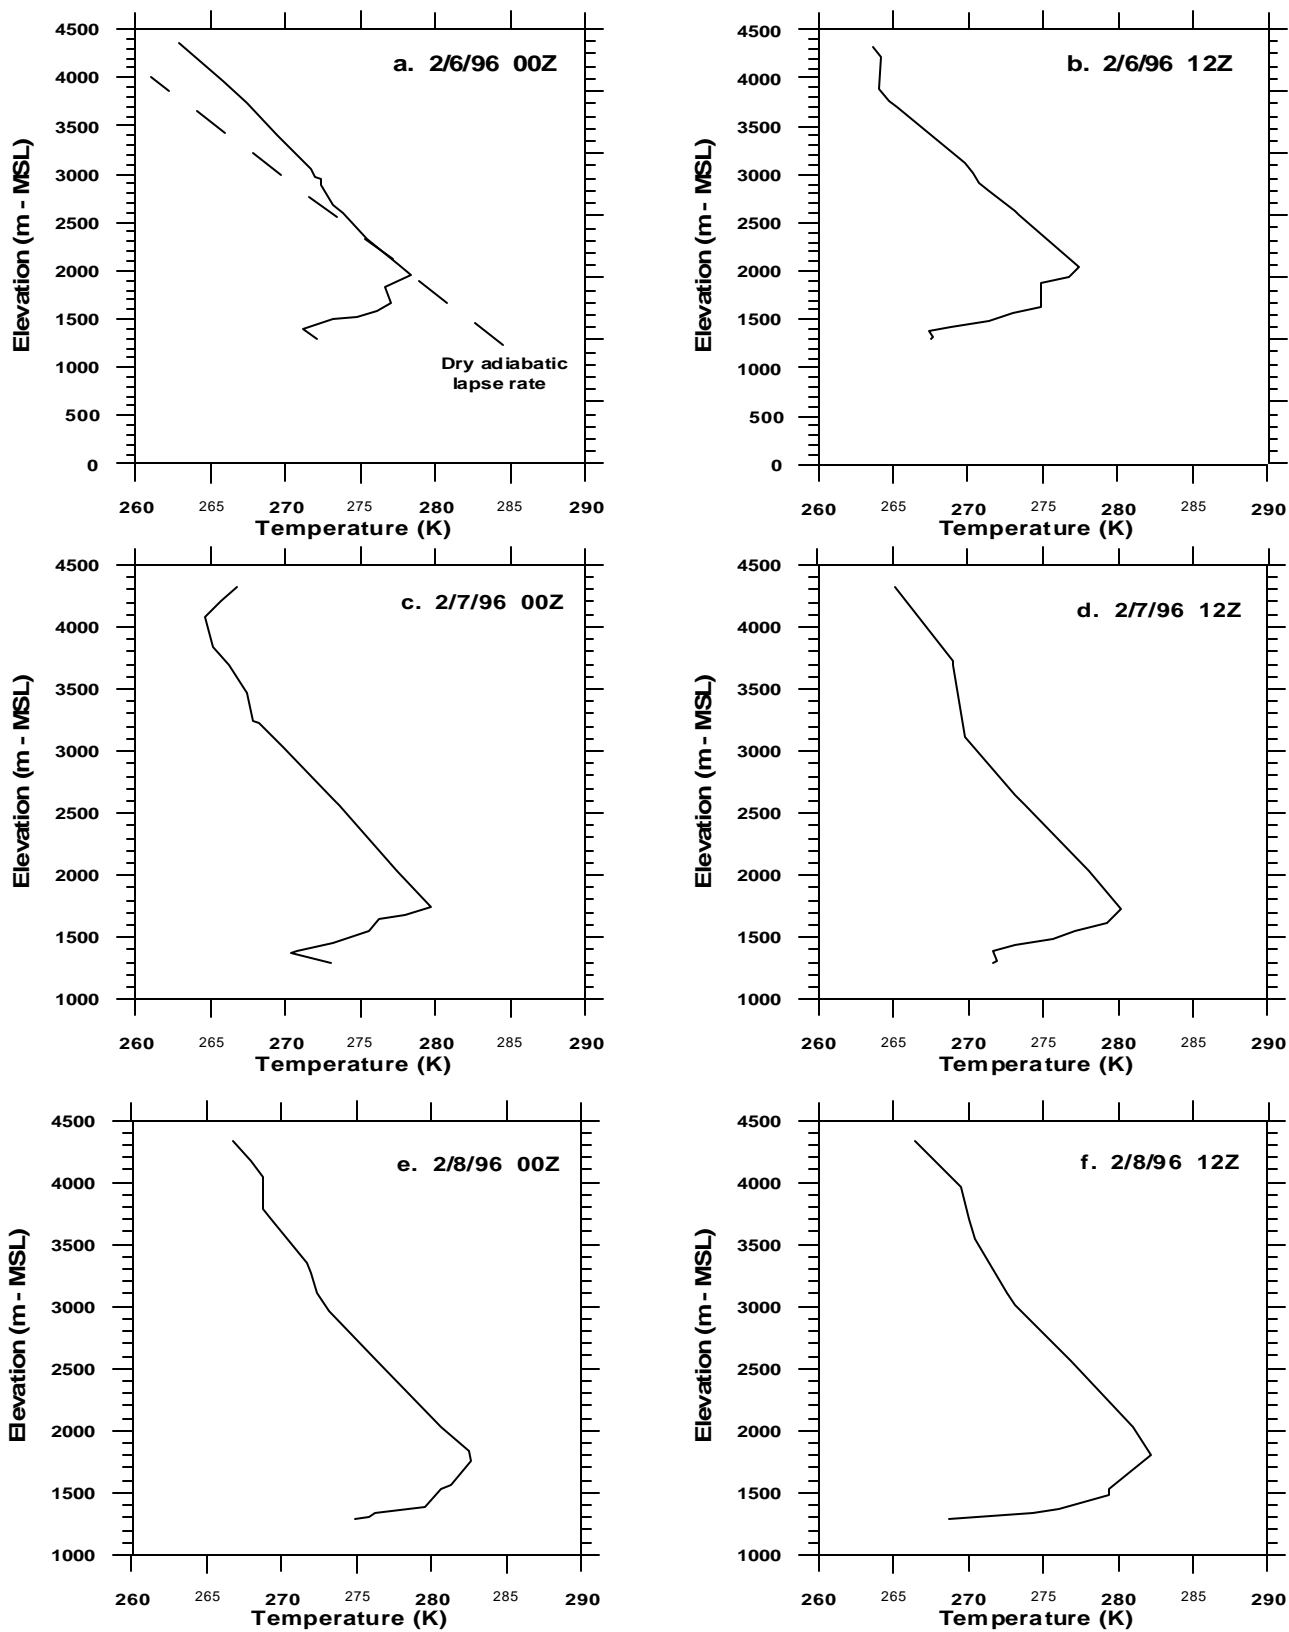 4500
4000
3500
3000
2500
2000
1500
1000
500
0
Elevation (m - MSL)
a. 2/6/96 00Z
Dry adiabatic
lapse rate
260 265 270 275 280 285 290
Temperature (K)
4500
4000
3500
3000
2500
2000
1500
1000
500
0
Elevation (m - MSL)
b. 2/6/96 12Z
260 265 270 275 280 285 290
Temperature (K)
4500
4000
3500
3000
2500
2000
1500
1000
Elevation (m - MSL)
c. 2/7/96 00Z
260 265 270 275 280 285 290
Temperature (K)
4500
4000
3500
3000
2500
2000
1500
1000
Elevation (m - MSL)
d. 2/7/96 12Z
260 265 270 275 280 285 290
Temperature (K)
4500
4000
3500
3000
2500
2000
1500
1000
Elevation (m - MSL)
e. 2/8/96 00Z
260 265 270 275 280 285 290
Temperature (K)
4500
4000
3500
3000
2500
2000
1500
1000
Elevation (m - MSL)
f. 2/8/96 12Z
260 265 270 275 280 285 290
Temperature (K)